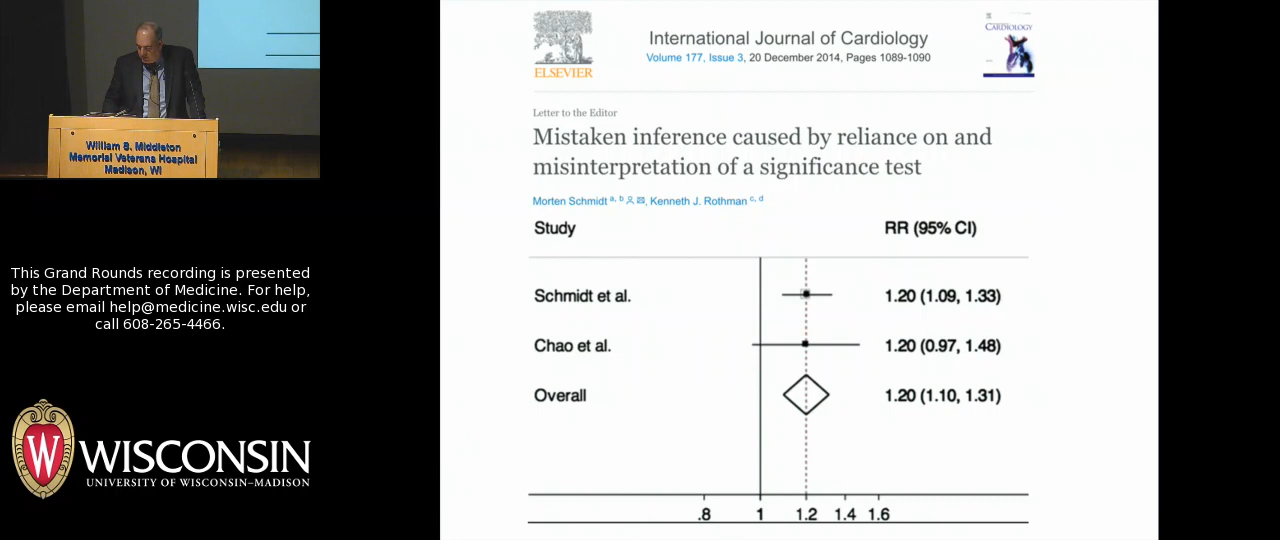 William S. Middleton
Memorial Veterans Hospital
Madison, WI
This Grand Rounds recording is presented
by the Department of Medicine. For help,
please email help@medicine.wisc.edu or
call 608-265-4466.
W
WISCONSIN
UNIVERSITY OF WISCONSIN–MADISON
ELSEVIER
International Journal of Cardiology
Volume 177, Issue 3, 20 December 2014, Pages 1089-1090
CARDIOLOGY
Letter to the Editor
Mistaken inference caused by reliance on and
misinterpretation of a significance test
Morten Schmidt a, b, Kenneth J. Rothman c, d
Study RR (95% CI)
Schmidt et al. 1.20 (1.09, 1.33)
Chao et al. 1.20 (0.97, 1.48)
Overall 1.20 (1.10, 1.31)
.8 1 1.2 1.4 1.6